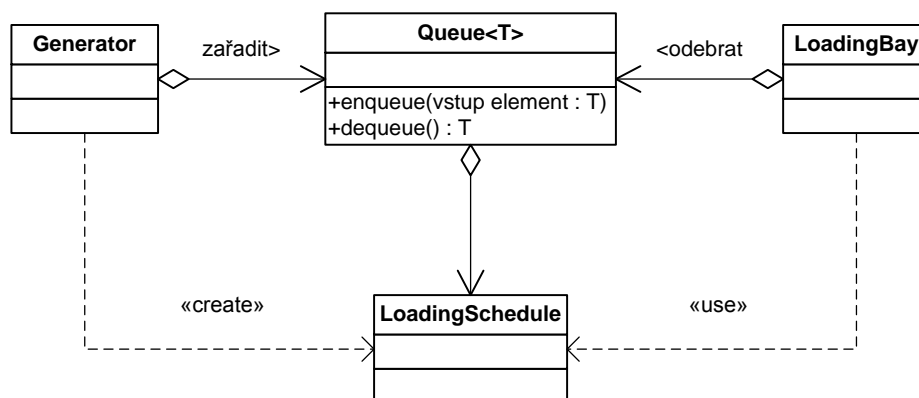 Generator
zařadit>
Queue<T>
<odebrat
LoadingBay
+enqueue(vstup element : T)
+dequeue() : T
«create»
LoadingSchedule
«use»